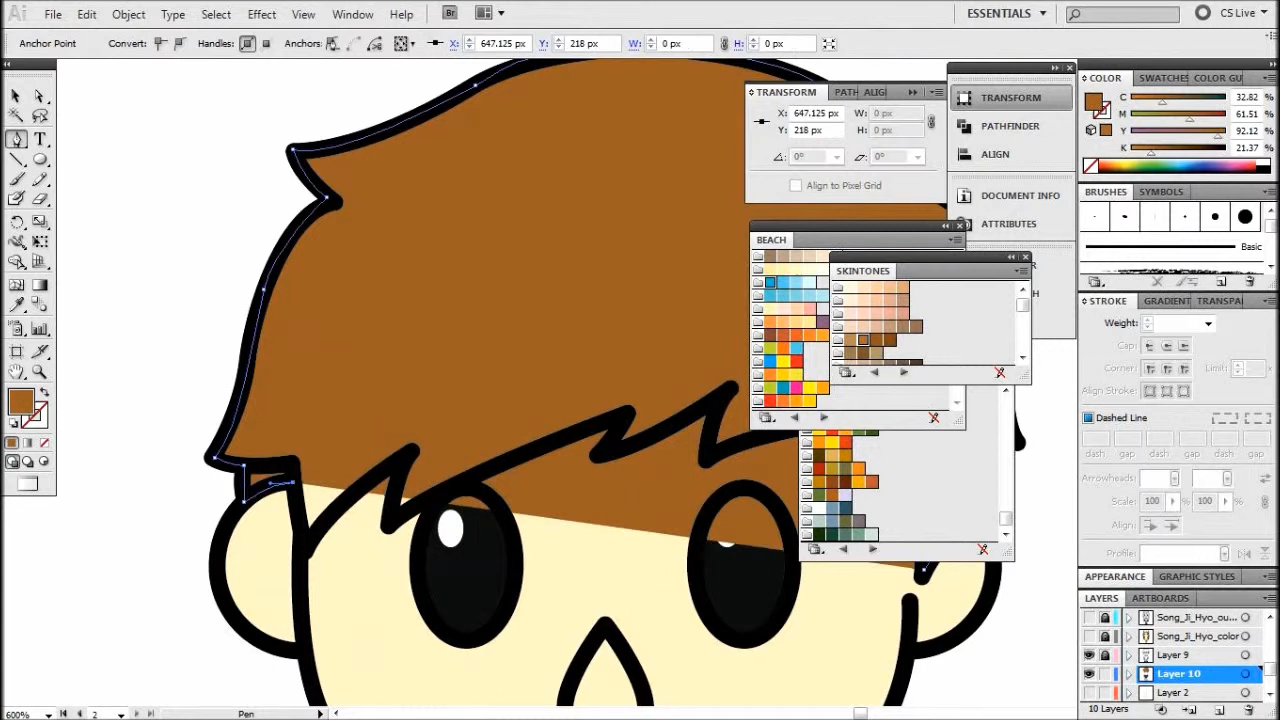 Ai File Edit Object Type Select Effect View Window Help Br ESSENTIALS CS Live
Anchor Point Convert: Handles: Anchors: X: 647.125 px Y: 218 px W: 0 px H: 0 px
TRANSFORM PATH ALIGI
X: 647.125 px W: 0 px
Y: 218 px H: 0 px
0° 0°
Align to Pixel Grid
TRANSFORM
PATHFINDER
ALIGN
DOCUMENT INFO
ATTRIBUTES
BEACH
SKINTONES
COLOR SWATCHES COLOR GU
C 32.82 %
M 61.51 %
Y 92.12 %
K 21.37 %
BRUSHES SYMBOLS
Basic
STROKE GRADIENT TRANSPA
Weight:
Cap:
Corner: Limit:
Align Stroke:
Dashed Line
dash gap dash gap dash gap
Arrowheads:
Scale: 100 % 100 %
Align:
Profile:
APPEARANCE GRAPHIC STYLES
LAYERS ARTBOARDS
Song_Ji_Hyo_ou...
Song_Ji_Hyo_color
Layer 9
Layer 10
Layer 2
10 Layers
600% 2 Pen